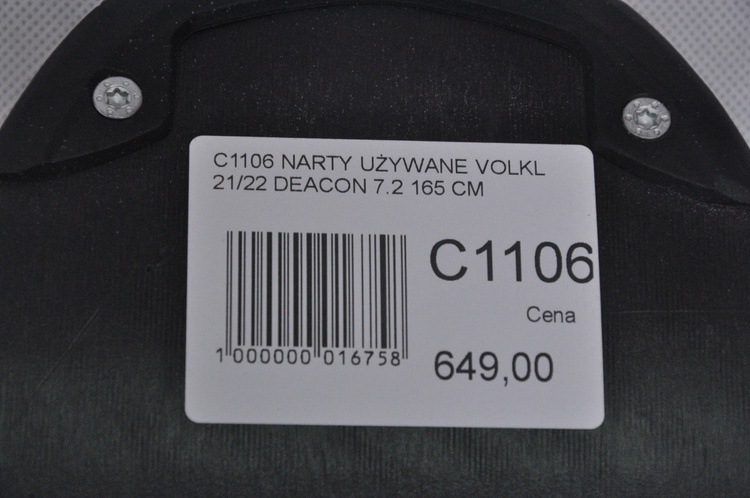 C1106 NARTY UŻYWANE VOLKL
21/22 DEACON 7.2 165 CM
C1106
Cena
1 000000 016758
649,00